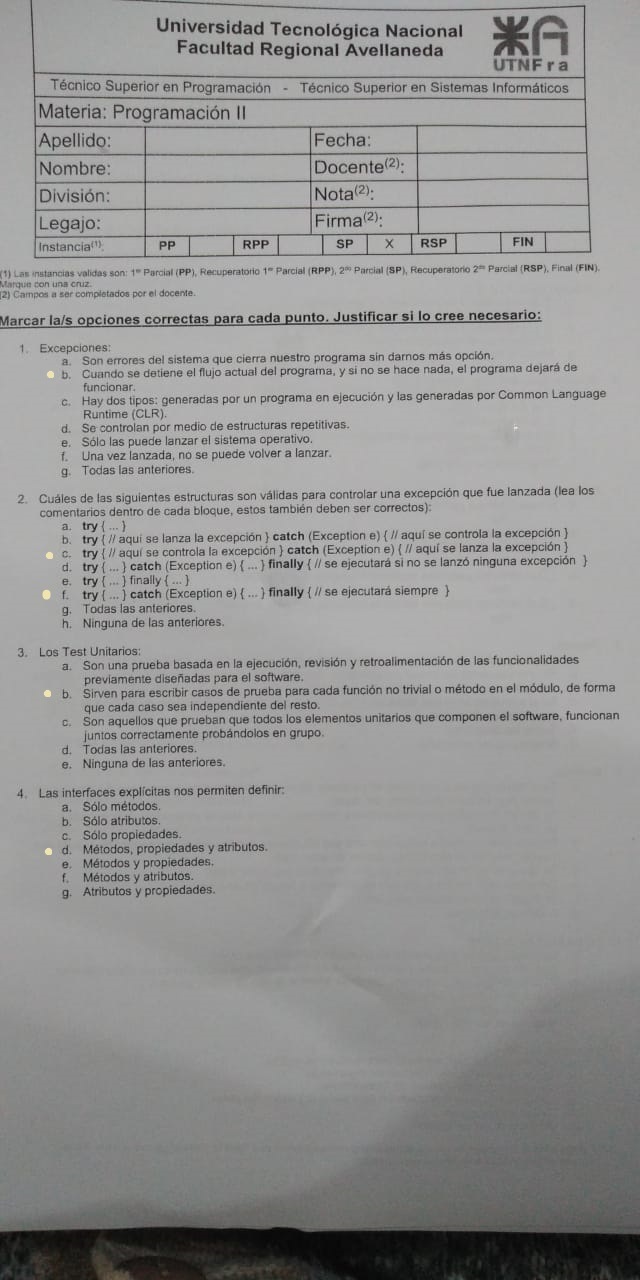 Universidad Tecnológica Nacional
Facultad Regional Avellaneda
UTNFra
Técnico Superior en Programación - Técnico Superior en Sistemas Informáticos
Materia: Programación II
Apellido: Fecha:
Nombre: Docente(2):
División: Nota(2):
Legajo: Firma(2):
Instancia(1): PP RPP SP X RSP FIN
(1) Las instancias validas son: 1er Parcial (PP), Recuperatorio 1er Parcial (RPP), 2do Parcial (SP), Recuperatorio 2do Parcial (RSP), Final (FIN).
Marque con una cruz.
(2) Campos a ser completados por el docente.
Marcar la/s opciones correctas para cada punto. Justificar si lo cree necesario:
1. Excepciones:
a. Son errores del sistema que cierra nuestro programa sin darnos más opción.
b. Cuando se detiene el flujo actual del programa, y si no se hace nada, el programa dejará de
funcionar.
c. Hay dos tipos: generadas por un programa en ejecución y las generadas por Common Language
Runtime (CLR).
d. Se controlan por medio de estructuras repetitivas.
e. Sólo las puede lanzar el sistema operativo.
f. Una vez lanzada, no se puede volver a lanzar.
g. Todas las anteriores.
2. Cuáles de las siguientes estructuras son válidas para controlar una excepción que fue lanzada (lea los
comentarios dentro de cada bloque, estos también deben ser correctos):
a. try { ... }
b. try { // aquí se lanza la excepción } catch (Exception e) { // aquí se controla la excepción }
c. try { // aquí se controla la excepción } catch (Exception e) { // aquí se lanza la excepción }
d. try { ... } catch (Exception e) { ... } finally { // se ejecutará si no se lanzó ninguna excepción }
e. try { ... } finally { ... }
f. try { ... } catch (Exception e) { ... } finally { // se ejecutará siempre }
g. Todas las anteriores.
h. Ninguna de las anteriores.
3. Los Test Unitarios:
a. Son una prueba basada en la ejecución, revisión y retroalimentación de las funcionalidades
previamente diseñadas para el software.
b. Sirven para escribir casos de prueba para cada función no trivial o método en el módulo, de forma
que cada caso sea independiente del resto.
c. Son aquellos que prueban que todos los elementos unitarios que componen el software, funcionan
juntos correctamente probándolos en grupo.
d. Todas las anteriores.
e. Ninguna de las anteriores.
4. Las interfaces explícitas nos permiten definir:
a. Sólo métodos.
b. Sólo atributos.
c. Sólo propiedades.
d. Métodos, propiedades y atributos.
e. Métodos y propiedades.
f. Métodos y atributos.
g. Atributos y propiedades.